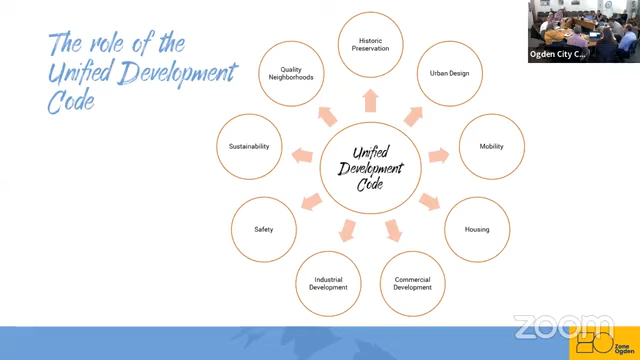 The role of the
Unified Development
Code
Historic
Preservation
Quality
Neighborhoods
Urban Design
Sustainability
Unified
Development
Code
Mobility
Safety
Housing
Industrial
Development
Commercial
Development
Ogden City C...
zoom
Zone
Ogden